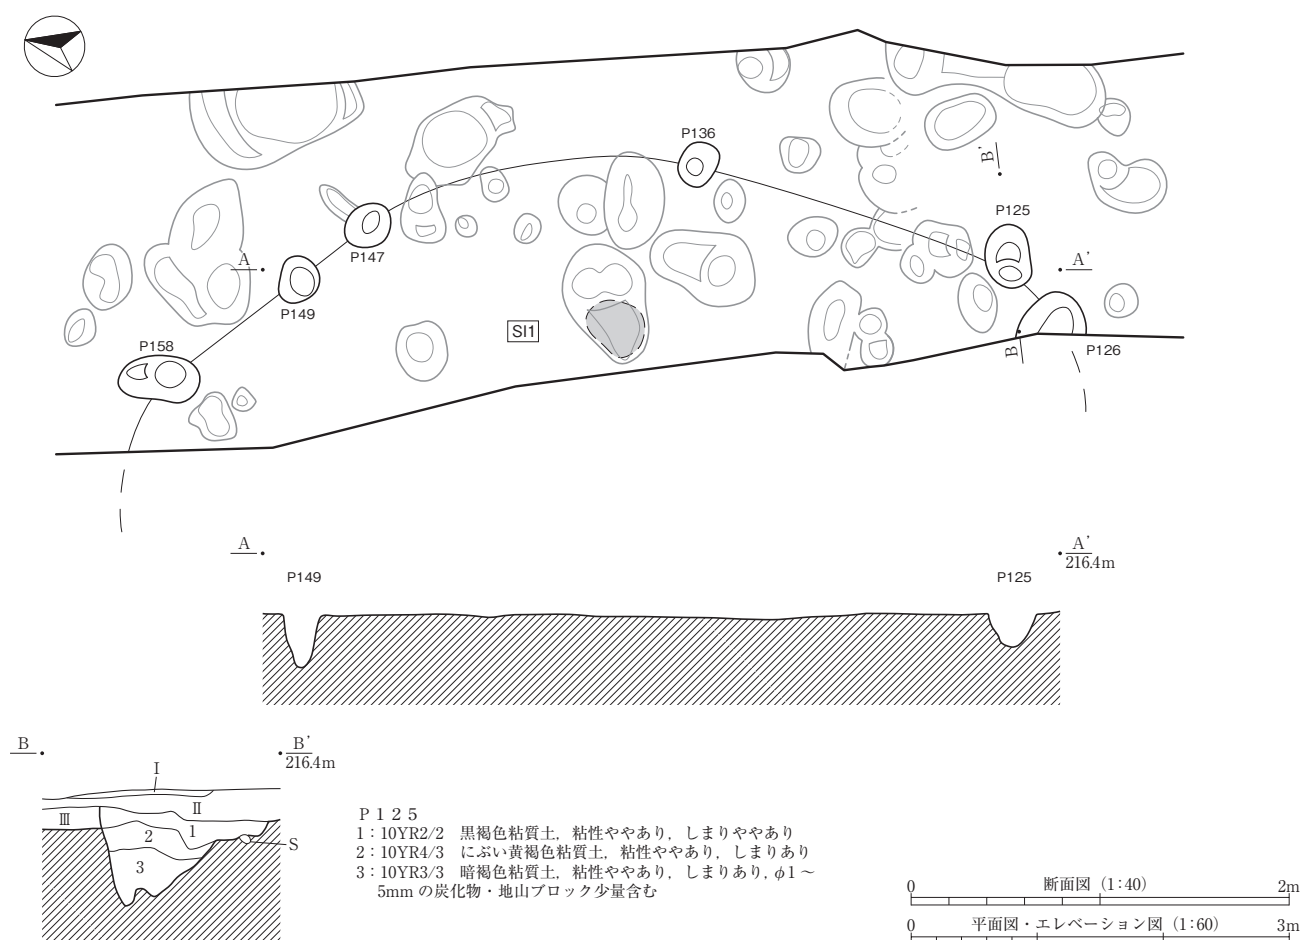 P136
B'
P125
A
A'
P147
P149
SI1
P158
B
P126
A
A'
216.4m
P149
P125
B
B'
216.4m
I
II
III
1
2
S
3
P125
1：10YR2/2　黒褐色粘質土，粘性ややあり，しまりややあり
2：10YR4/3　にぶい黄褐色粘質土，粘性ややあり，しまりあり
3：10YR3/3　暗褐色粘質土，粘性ややあり，しまりあり，φ1～
5mmの炭化物・地山ブロック少量含む
0　断面図（1:40）　2m
0　平面図・エレベーション図（1:60）　3m